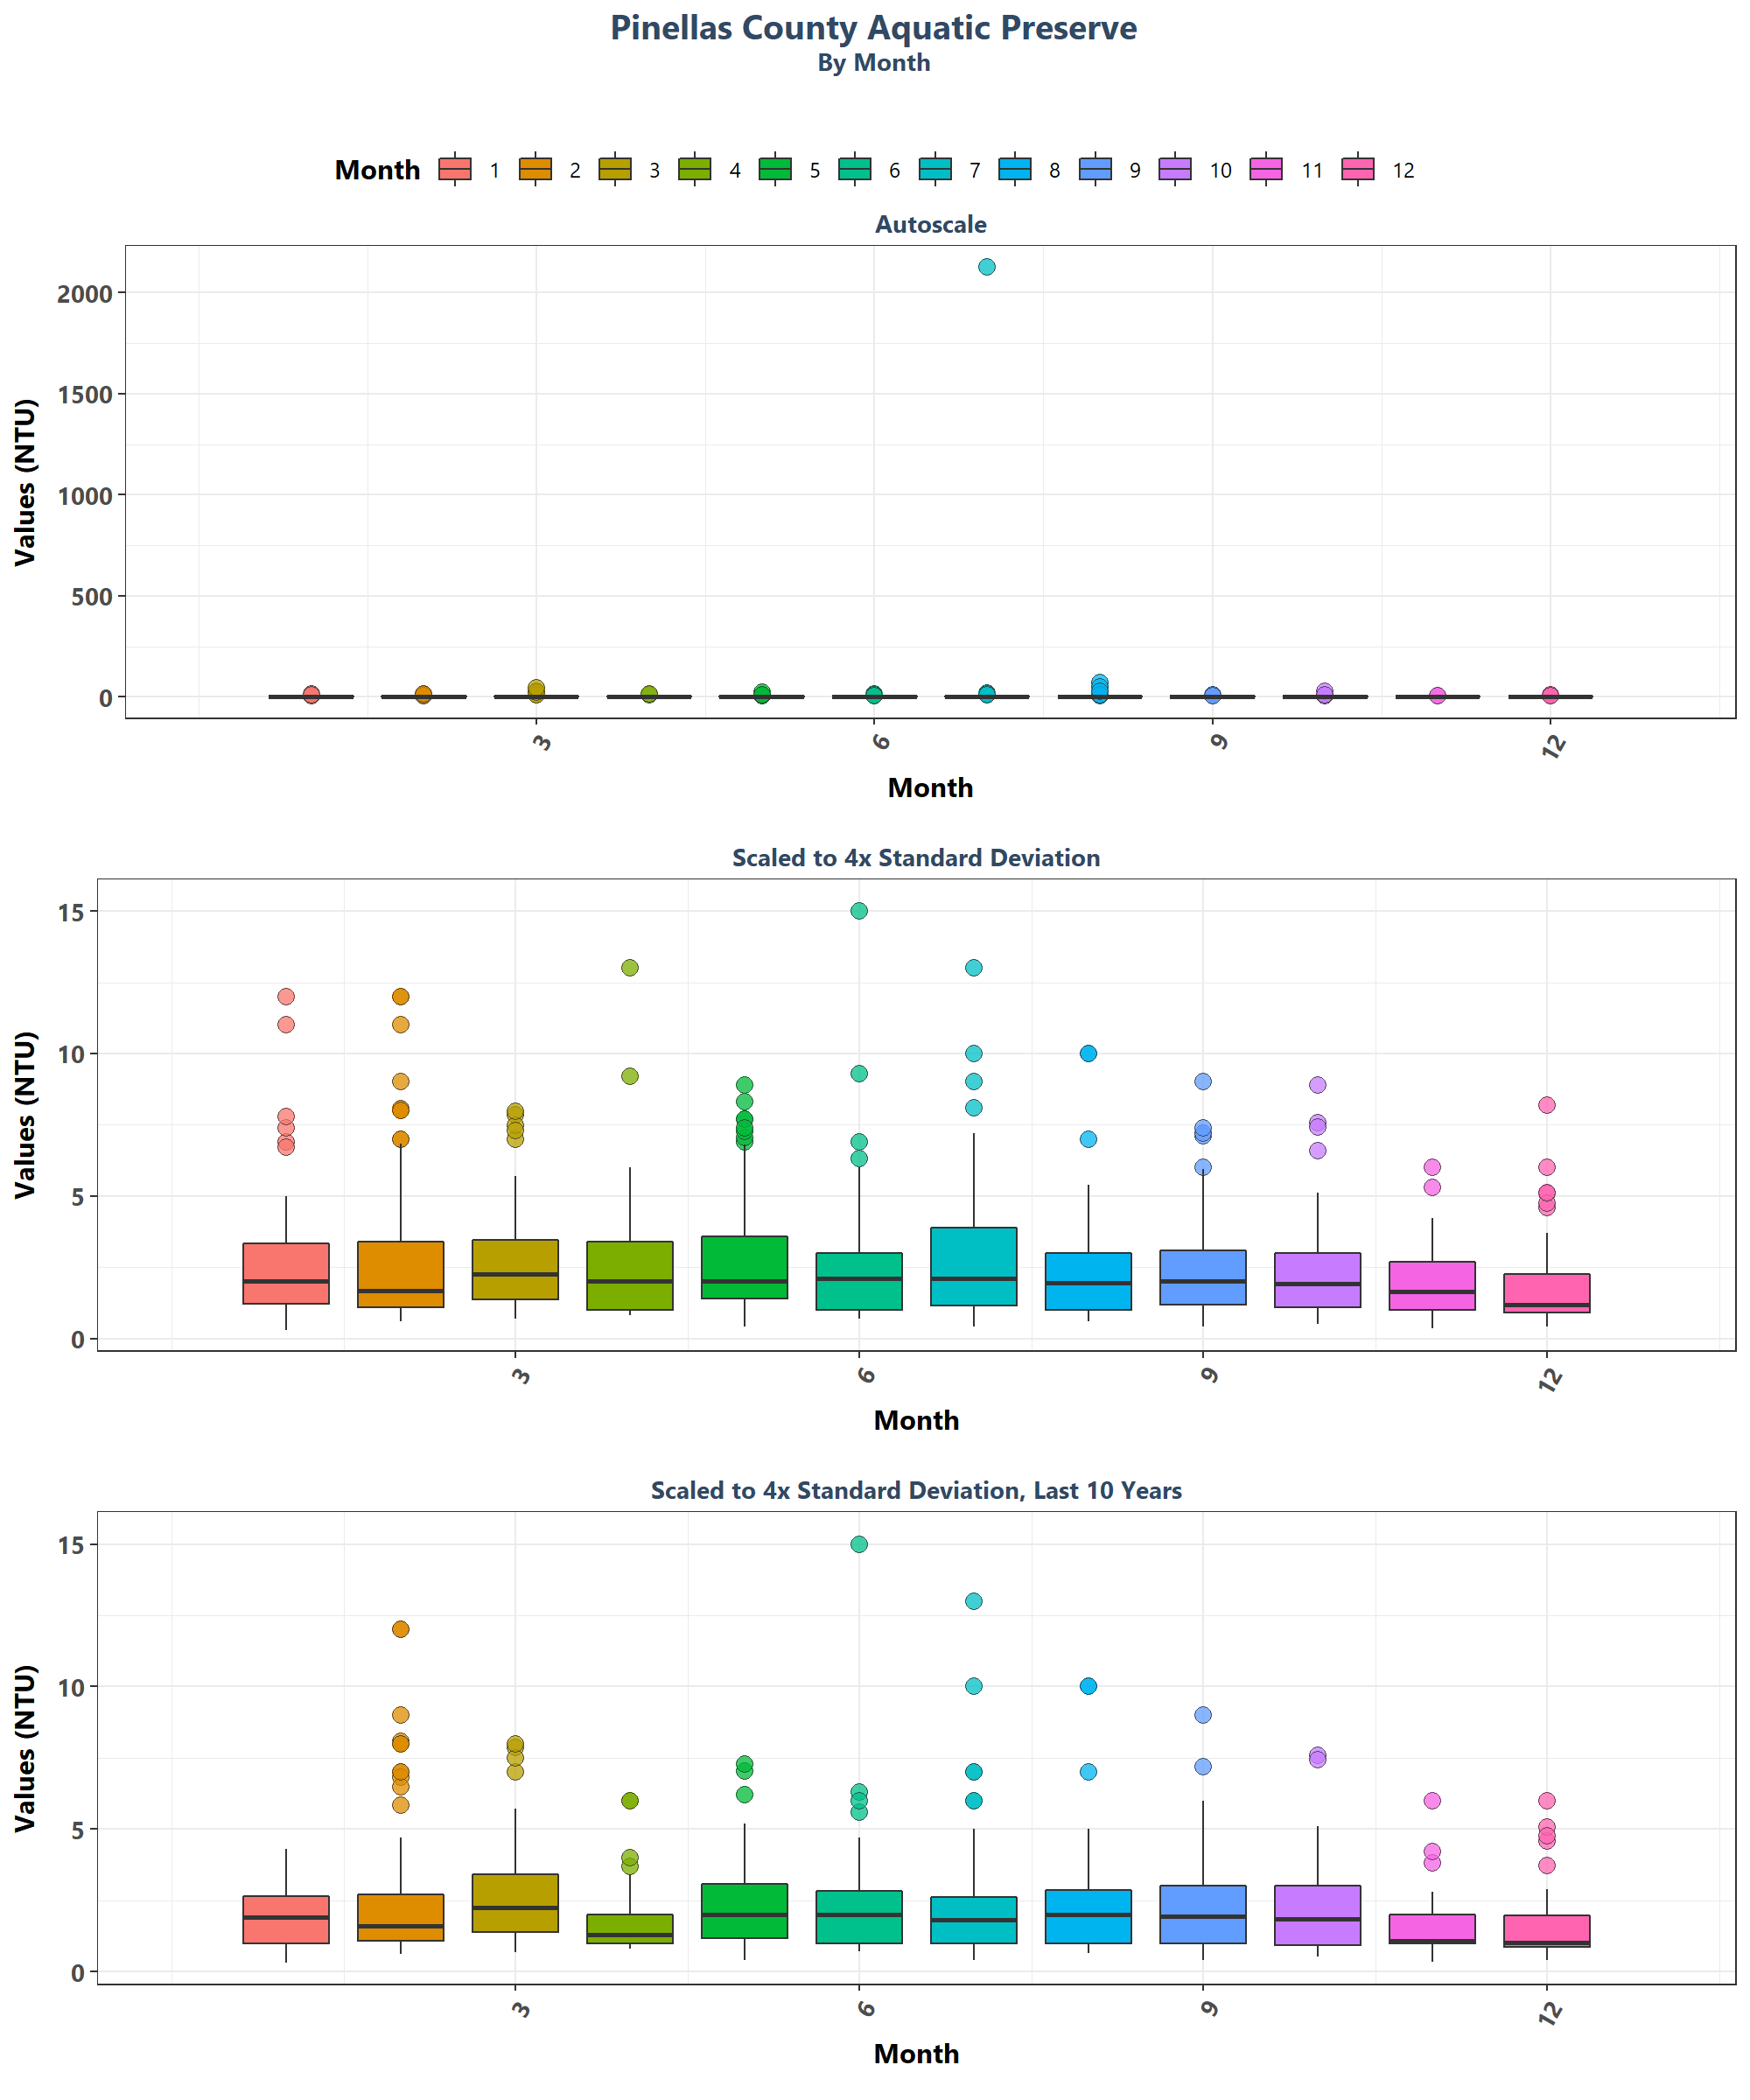 Pinellas County Aquatic Preserve
By Month
Month 1 2 3 4 5 6 7 8 9 10 11 12
Autoscale
Values (NTU)
2000
1500
1000
500
0
3 6 9 12
Month
Scaled to 4x Standard Deviation
Values (NTU)
15
10
5
0
3 6 9 12
Month
Scaled to 4x Standard Deviation, Last 10 Years
Values (NTU)
15
10
5
0
3 6 9 12
Month